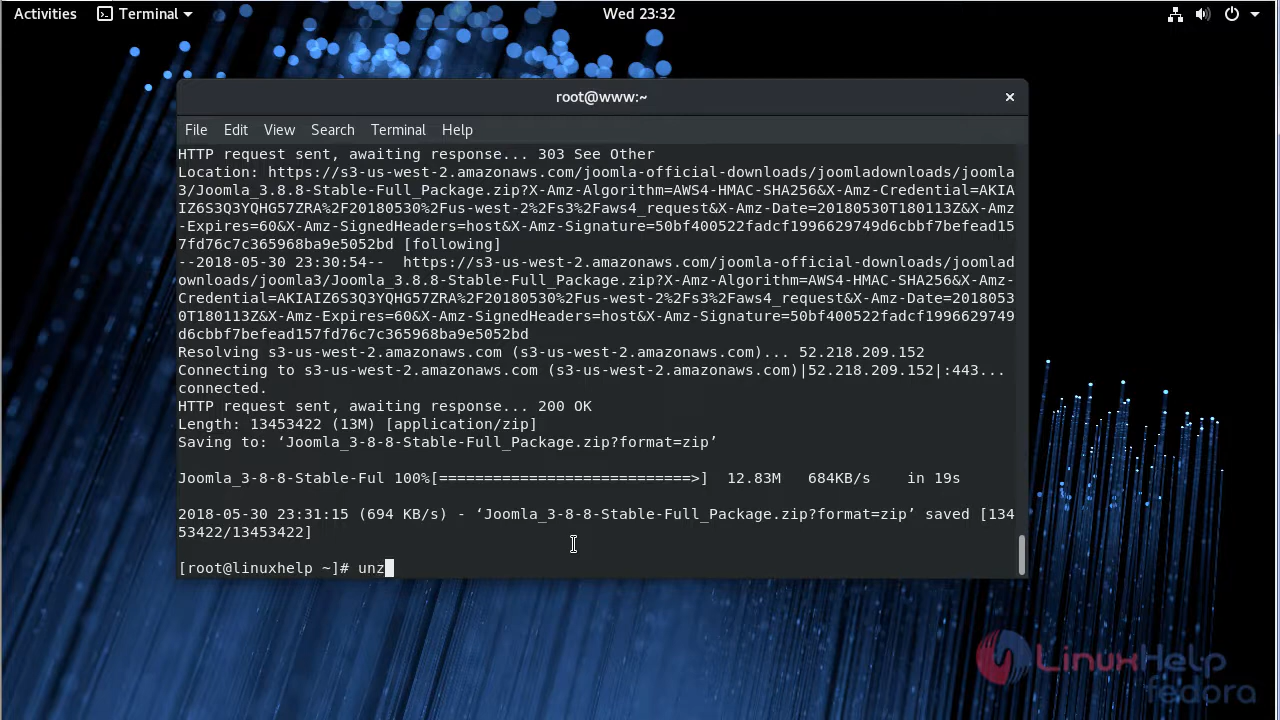 Activities Terminal Wed 23:32
root@www:~ ×
File Edit View Search Terminal Help
HTTP request sent, awaiting response... 303 See Other
Location: https://s3-us-west-2.amazonaws.com/joomla-official-downloads/joomladownloads/joomla
3/Joomla_3.8.8-Stable-Full_Package.zip?X-Amz-Algorithm=AWS4-HMAC-SHA256&X-Amz-Credential=AKIA
IZ6S3Q3YQHG57ZRA%2F20180530%2Fus-west-2%2Fs3%2Faws4_request&X-Amz-Date=20180530T180113Z&X-Amz
-Expires=60&X-Amz-SignedHeaders=host&X-Amz-Signature=50bf400522fadcf1996629749d6cbbf7befead15
7fd76c7c365968ba9e5052bd [following]
--2018-05-30 23:30:54--  https://s3-us-west-2.amazonaws.com/joomla-official-downloads/joomlad
ownloads/joomla3/Joomla_3.8.8-Stable-Full_Package.zip?X-Amz-Algorithm=AWS4-HMAC-SHA256&X-Amz-
Credential=AKIAIZ6S3Q3YQHG57ZRA%2F20180530%2Fus-west-2%2Fs3%2Faws4_request&X-Amz-Date=2018053
0T180113Z&X-Amz-Expires=60&X-Amz-SignedHeaders=host&X-Amz-Signature=50bf400522fadcf1996629749
d6cbbf7befead157fd76c7c365968ba9e5052bd
Resolving s3-us-west-2.amazonaws.com (s3-us-west-2.amazonaws.com)... 52.218.209.152
Connecting to s3-us-west-2.amazonaws.com (s3-us-west-2.amazonaws.com)|52.218.209.152|:443...
connected.
HTTP request sent, awaiting response... 200 OK
Length: 13453422 (13M) [application/zip]
Saving to: ‘Joomla_3-8-8-Stable-Full_Package.zip?format=zip’
Joomla_3-8-8-Stable-Ful 100%[============================>]  12.83M   684KB/s    in 19s
2018-05-30 23:31:15 (694 KB/s) - ‘Joomla_3-8-8-Stable-Full_Package.zip?format=zip’ saved [134
53422/13453422]
[root@linuxhelp ~]# unz
LinuxHelp
fedora